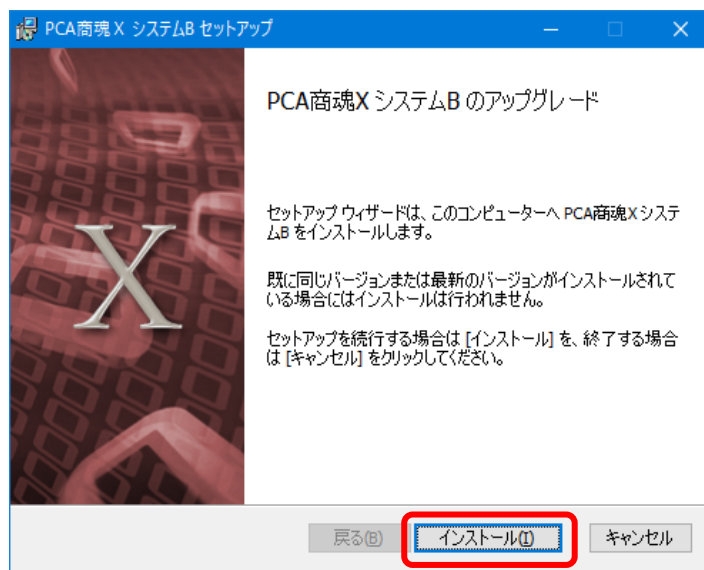 PCA商魂 X システムB セットアップ
PCA商魂X システムB のアップグレード
セットアップ ウィザードは、このコンピューターへ PCA商魂X システ
ムB をインストールします。
既に同じバージョンまたは最新のバージョンがインストールされて
いる場合にはインストールは行われません。
セットアップを続行する場合は [インストール] を、終了する場合
は [キャンセル] をクリックしてください。
X
戻る(B) インストール(I) キャンセル